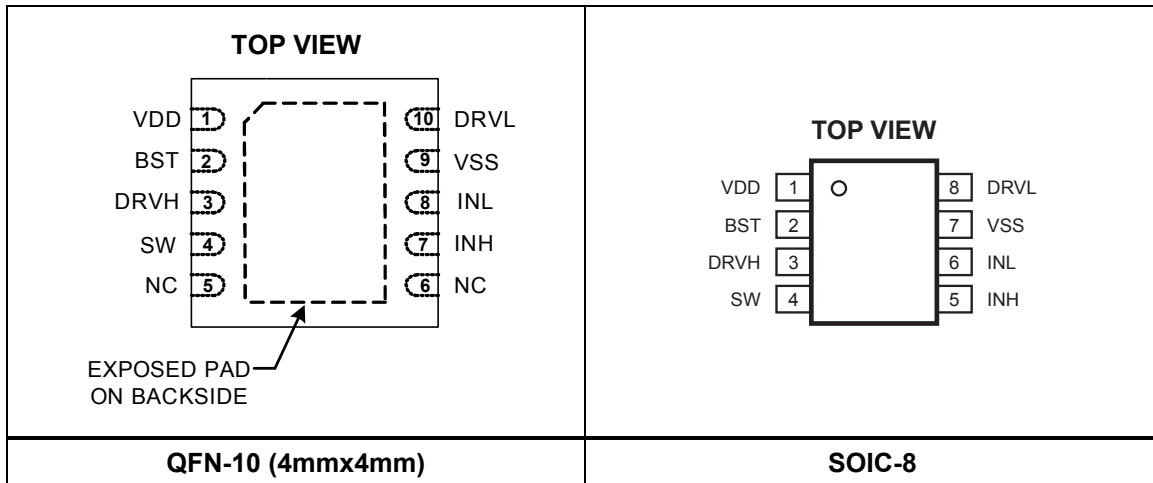 TOP VIEW
VDD 1 10 DRVL
BST 2 9 VSS
DRVH 3 8 INL
SW 4 7 INH
NC 5 6 NC
EXPOSED PAD
ON BACKSIDE
QFN-10 (4mmx4mm)
TOP VIEW
VDD 1 8 DRVL
BST 2 7 VSS
DRVH 3 6 INL
SW 4 5 INH
SOIC-8